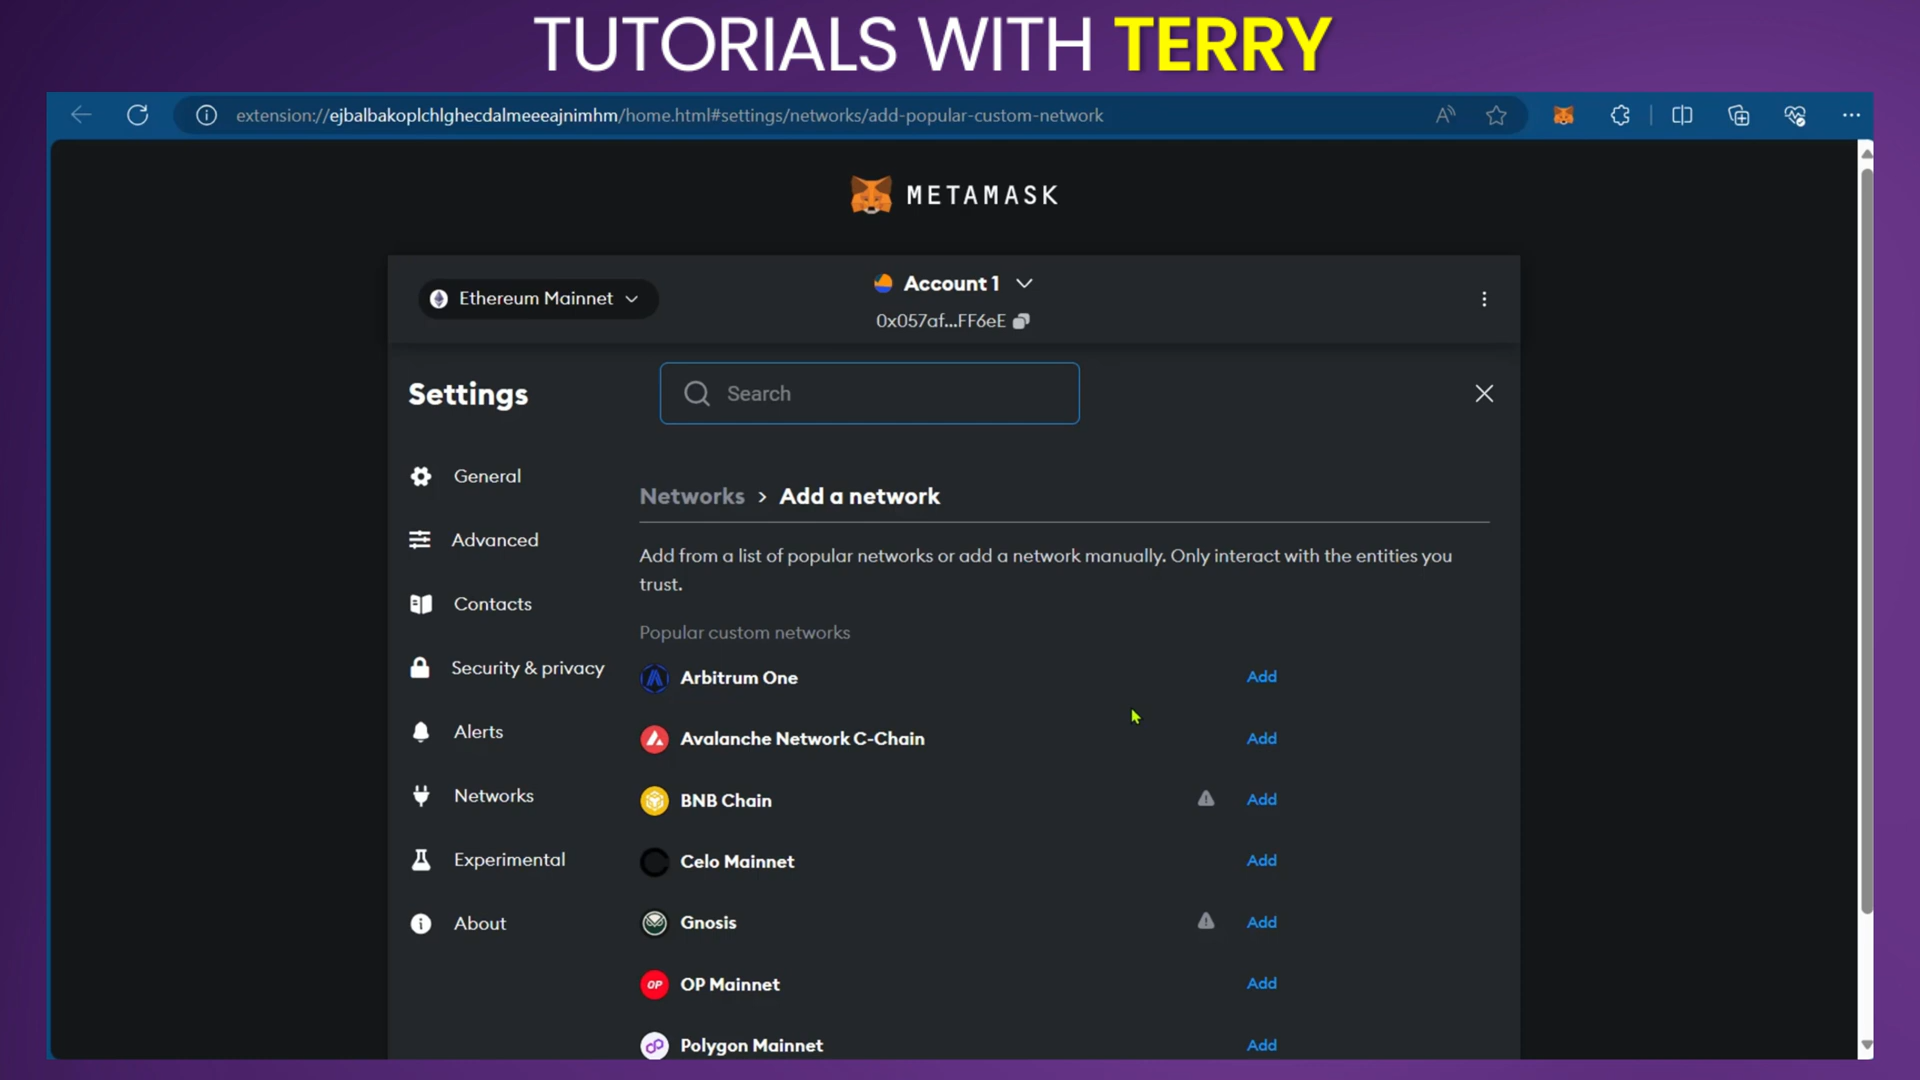 TUTORIALS WITH TERRY
extension://ejbalbakoplchlghecdalmeeeajnimhm/home.html#settings/networks/add-popular-custom-network
METAMASK
Ethereum Mainnet
Account 1
0x057af...FF6eE
Settings
Search
General
Advanced
Contacts
Security & privacy
Alerts
Networks
Experimental
About
Networks > Add a network
Add from a list of popular networks or add a network manually. Only interact with the entities you
trust.
Popular custom networks
Arbitrum One Add
Avalanche Network C-Chain Add
BNB Chain Add
Celo Mainnet Add
Gnosis Add
OP OP Mainnet Add
Polygon Mainnet Add